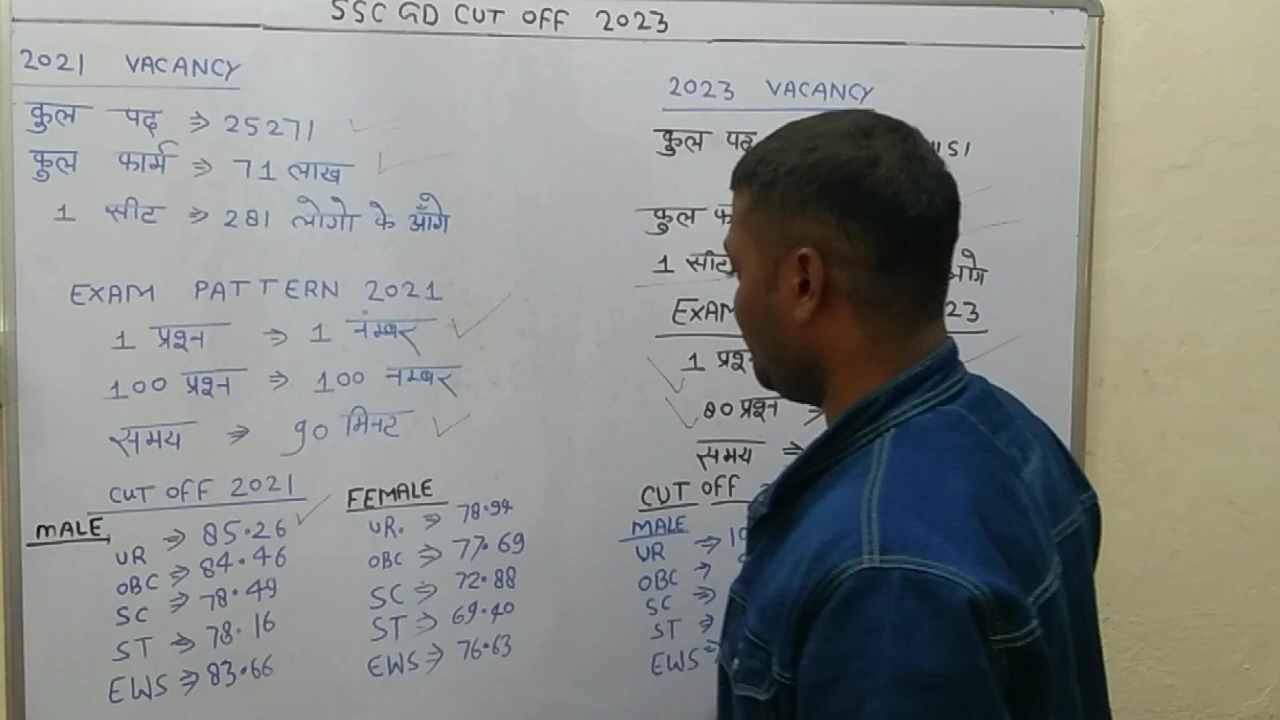 SSC GD CUT OFF 2023
2021 VACANCY
कुल पद ⇒ 25271
कुल फार्म ⇒ 71 लाख
1 सीट ⇒ 281 लोगो के आँगे
EXAM PATTERN 2021
1 प्रश्न ⇒ 1 नंम्बर
100 प्रश्न ⇒ 100 नम्बर
समय ⇒ 90 मिनट
CUT OFF 2021
MALE,
UR ⇒ 85.26
OBC ⇒ 84.46
SC ⇒ 78.49
ST ⇒ 78.16
EWS ⇒ 83.66
FEMALE
UR. ⇒ 78.94
OBC ⇒ 77.69
SC ⇒ 72.88
ST ⇒ 69.40
EWS ⇒ 76.63
2023 VACANCY
कुल पद
कुल
1 सीट
EXAM 23
1
80 प्रश्न
समय ⇒
CUT OFF
MALE
UR ⇒
OBC
SC ⇒
ST ⇒
EWS